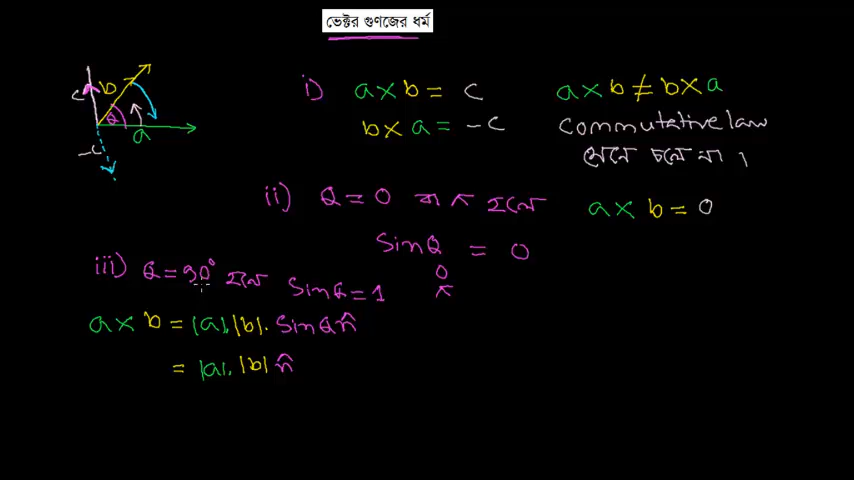 ভেক্টর গুণজের ধর্ম
c b θ a
-c
i) a × b = c
b × a = -c
a × b ≠ b × a
commutative law
মেনে চলে না।
ii) θ = 0 বা π হলে
a × b = 0
sinθ = 0
0
π
iii) θ = 90° হলে sinθ = 1
a × b = |a|.|b|. sinθ n̂
= |a|.|b| n̂